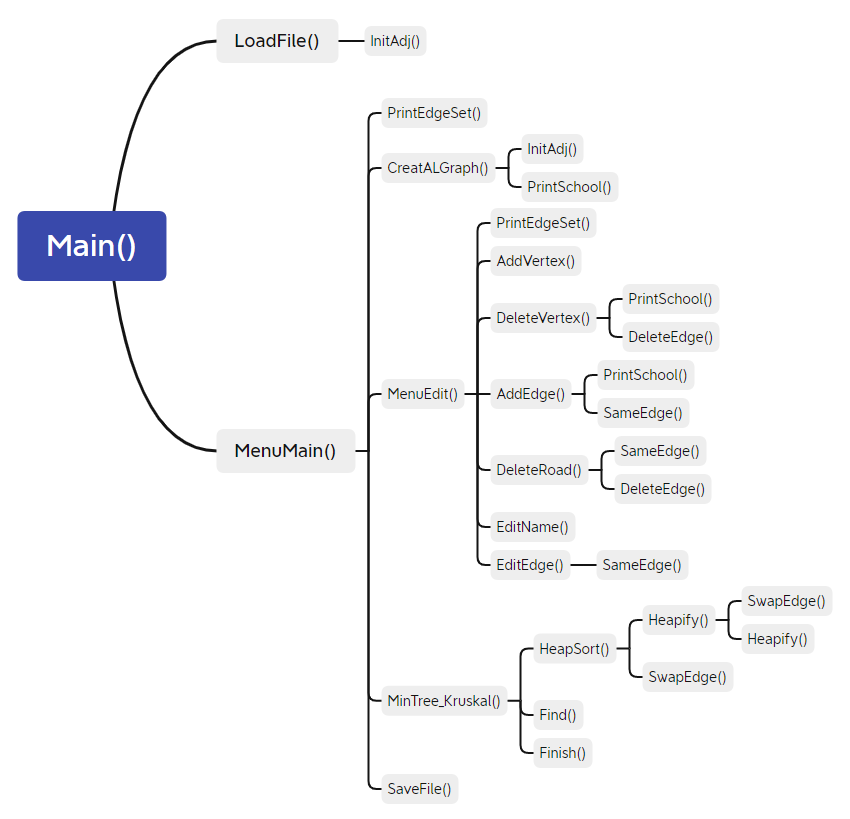 LoadFile()
InitAdj()
PrintEdgeSet()
CreatALGraph()
InitAdj()
PrintSchool()
Main()
MenuMain()
MenuEdit()
PrintEdgeSet()
AddVertex()
DeleteVertex()
PrintSchool()
DeleteEdge()
AddEdge()
PrintSchool()
SameEdge()
DeleteRoad()
SameEdge()
DeleteEdge()
EditName()
EditEdge()
SameEdge()
MinTree_Kruskal()
HeapSort()
Heapify()
SwapEdge()
Heapify()
SwapEdge()
Find()
Finish()
SaveFile()